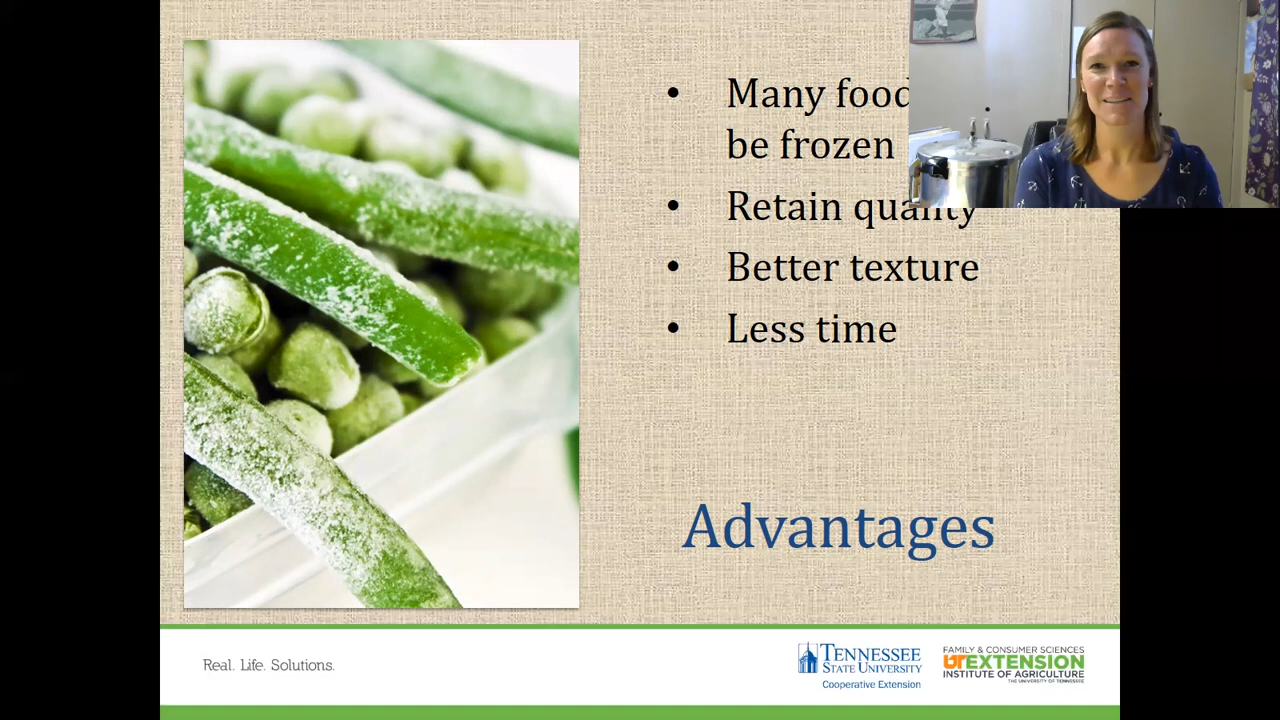 • Many food
be frozen
• Retain quality
• Better texture
• Less time
Advantages
Real. Life. Solutions.
TENNESSEE
STATE UNIVERSITY
Cooperative Extension
FAMILY & CONSUMER SCIENCES
UTEXTENSION
INSTITUTE OF AGRICULTURE
THE UNIVERSITY OF TENNESSEE